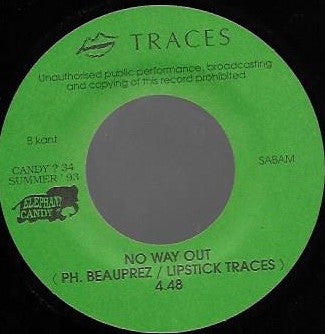 TRACES
Unauthorised public performance, broadcasting
and copying of this record prohibited
B kant
CANDY ? 34
SUMMER ' 93
SABAM
ELEPHANT
CANDY
NO WAY OUT
( PH. BEAUPREZ / LIPSTICK TRACES )
4.48